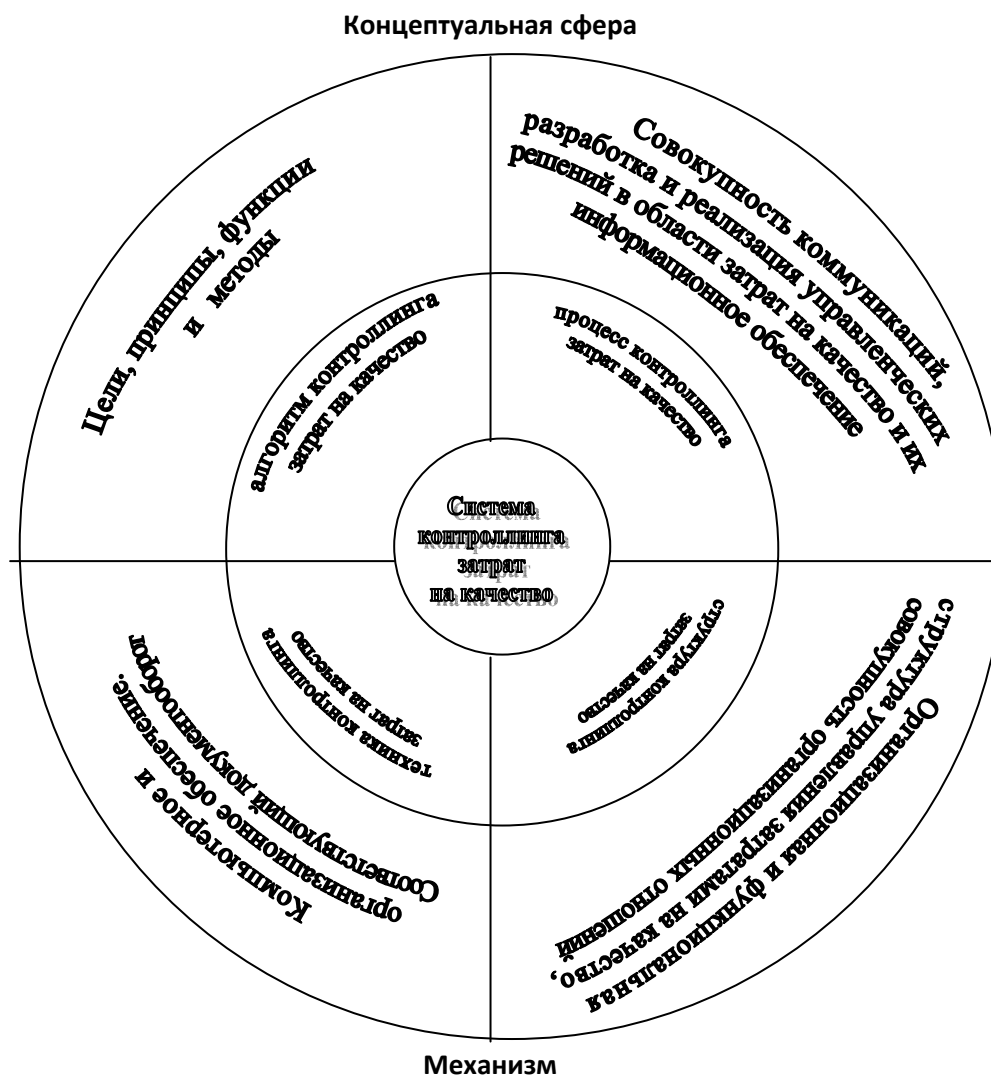 Концептуальная сфера
Цели, принципы, функции
и методы
Совокупность коммуникаций,
разработка и реализация управленческих
решений в области затрат на качество и их
информационное обеспечение
алгоритм контроллинга
затрат на качество
процесс контроллинга
затрат на качество
Система
контроллинга
затрат
на качество
техника контроллинга
затрат на качество
структура контроллинга
затрат на качество
Компьютерное и
организационное обеспечение.
Соответствующий документооборот
Организационная и функциональная
структура управления затратами на качество,
совокупность организационных отношений
Механизм